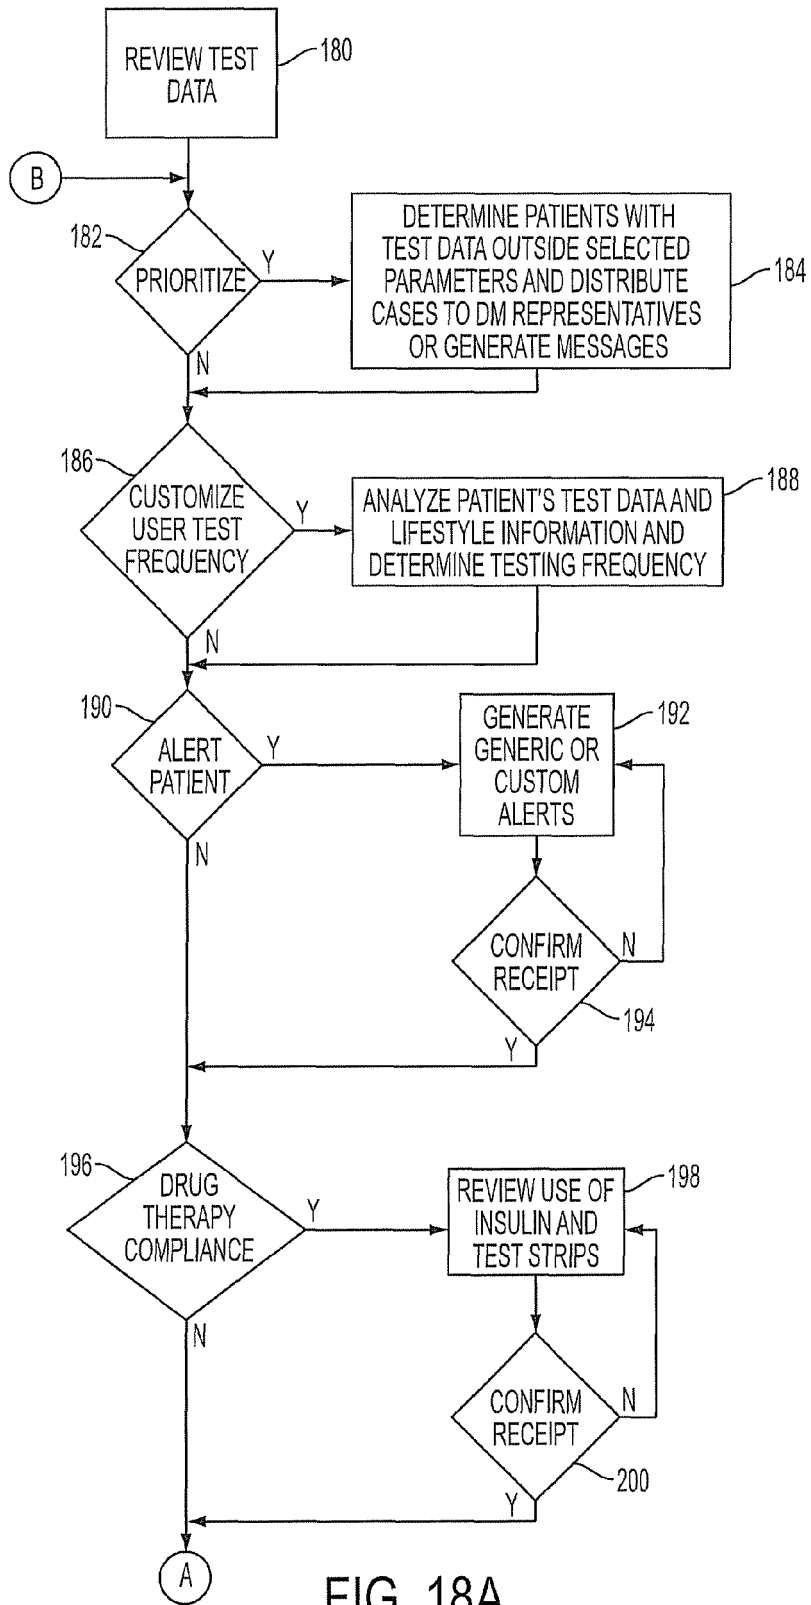 REVIEW TEST
DATA
180
B
182
PRIORITIZE
Y
N
DETERMINE PATIENTS WITH
TEST DATA OUTSIDE SELECTED
PARAMETERS AND DISTRIBUTE
CASES TO DM REPRESENTATIVES
OR GENERATE MESSAGES
184
186
CUSTOMIZE
USER TEST
FREQUENCY
Y
N
ANALYZE PATIENT'S TEST DATA AND
LIFESTYLE INFORMATION AND
DETERMINE TESTING FREQUENCY
188
190
ALERT
PATIENT
Y
N
GENERATE
GENERIC OR
CUSTOM
ALERTS
192
CONFIRM
RECEIPT
N
194
Y
196
DRUG
THERAPY
COMPLIANCE
Y
N
REVIEW USE OF
INSULIN AND
TEST STRIPS
198
CONFIRM
RECEIPT
N
200
Y
A
FIG. 18A